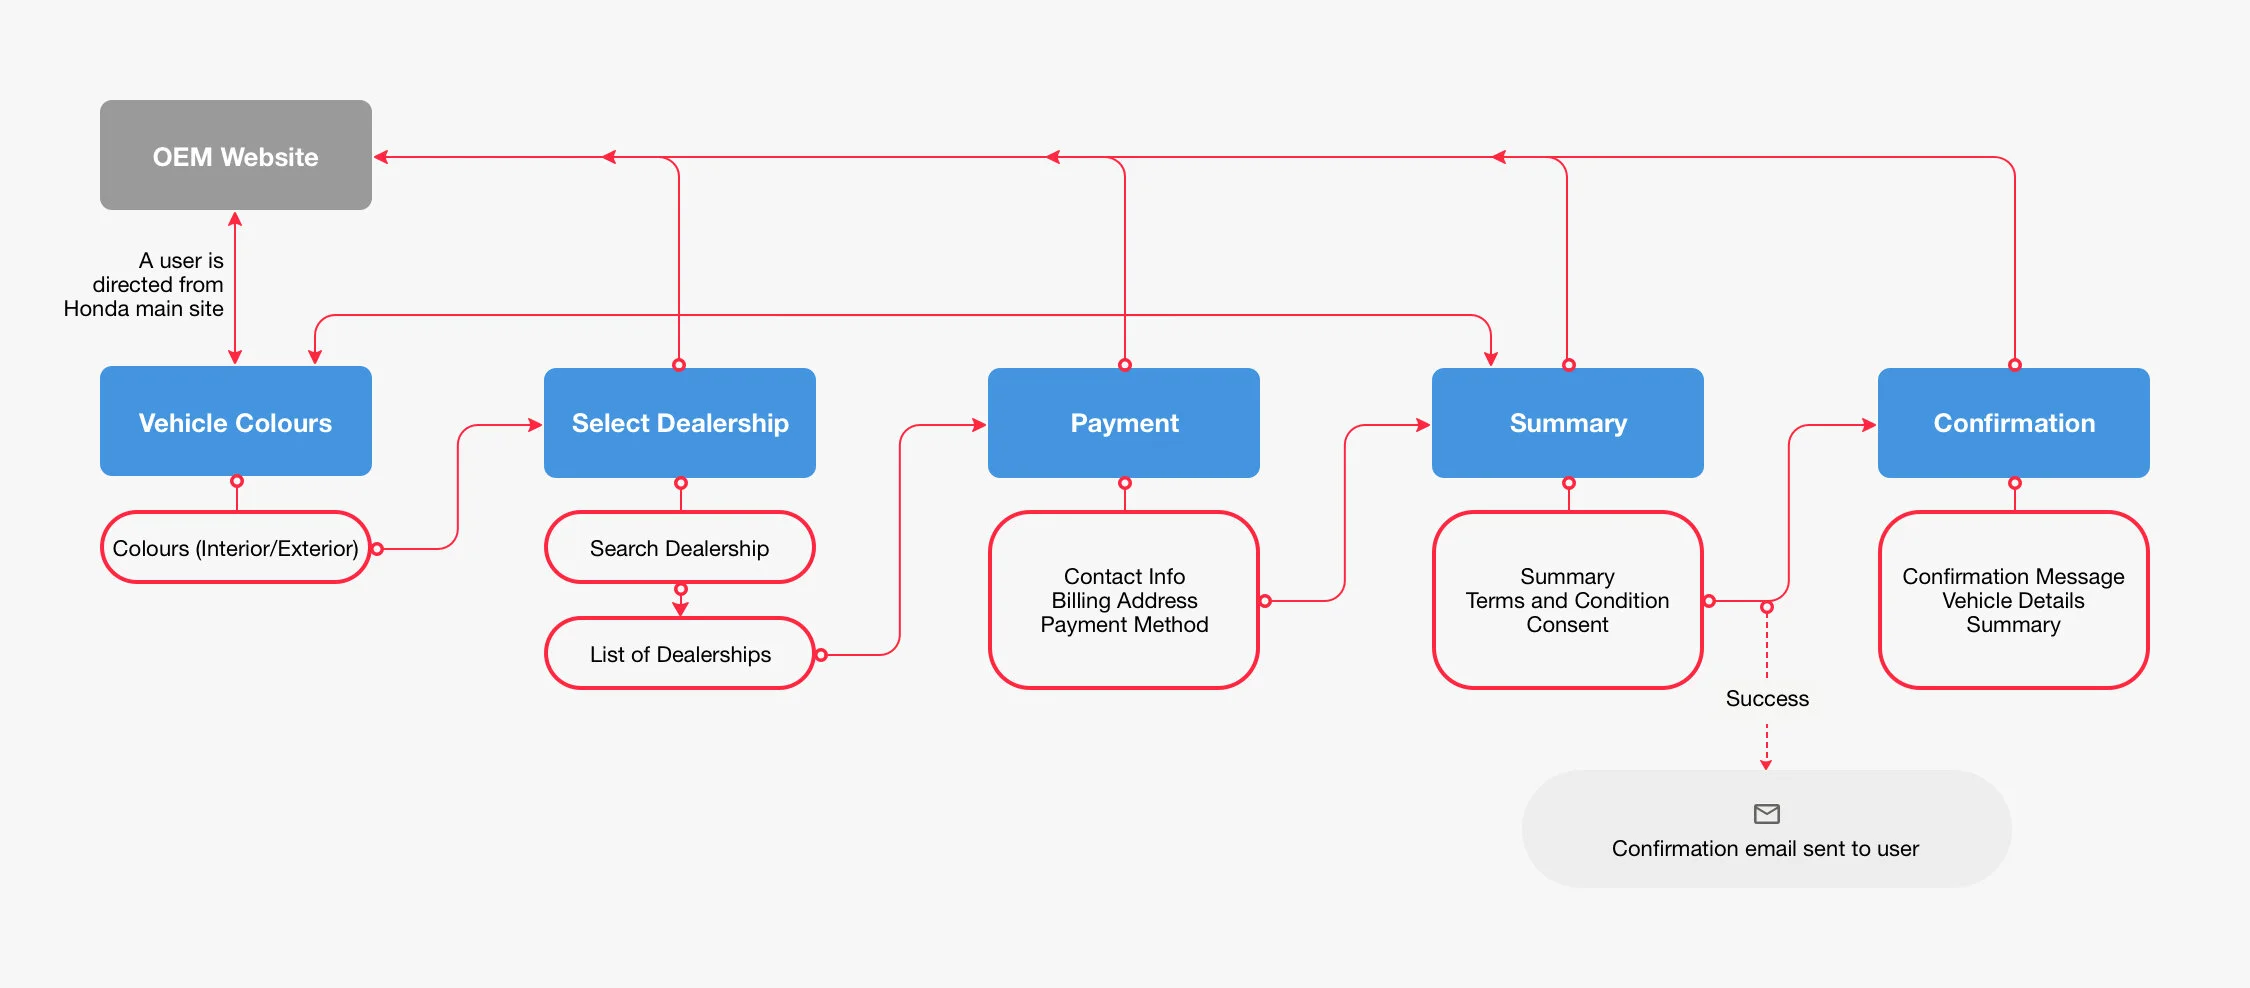 OEM Website
A user is
directed from
Honda main site
Vehicle Colours
Select Dealership
Payment
Summary
Confirmation
Colours (Interior/Exterior)
Search Dealership
List of Dealerships
Contact Info
Billing Address
Payment Method
Summary
Terms and Condition
Consent
Confirmation Message
Vehicle Details
Summary
Success
Confirmation email sent to user